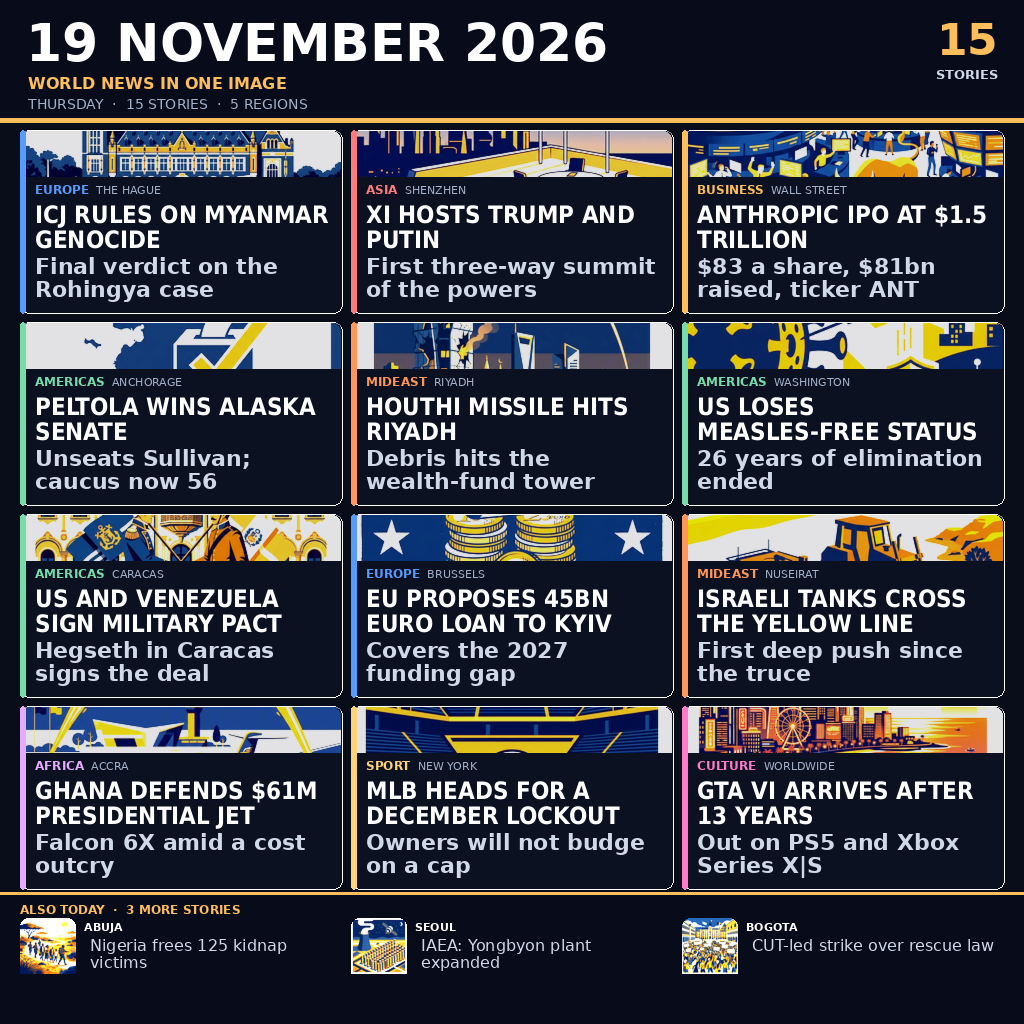 19 NOVEMBER 2026
WORLD NEWS IN ONE IMAGE
THURSDAY · 15 STORIES · 5 REGIONS
15
STORIES
EUROPE THE HAGUE
ICJ RULES ON MYANMAR
GENOCIDE
Final verdict on the
Rohingya case
ASIA SHENZHEN
XI HOSTS TRUMP AND
PUTIN
First three-way summit
of the powers
BUSINESS WALL STREET
ANTHROPIC IPO AT $1.5
TRILLION
$83 a share, $81bn
raised, ticker ANT
AMERICAS ANCHORAGE
PELTOLA WINS ALASKA
SENATE
Unseats Sullivan;
caucus now 56
MIDEAST RIYADH
HOUTHI MISSILE HITS
RIYADH
Debris hits the
wealth-fund tower
AMERICAS WASHINGTON
US LOSES
MEASLES-FREE STATUS
26 years of elimination
ended
AMERICAS CARACAS
US AND VENEZUELA
SIGN MILITARY PACT
Hegseth in Caracas
signs the deal
EUROPE BRUSSELS
EU PROPOSES 45BN
EURO LOAN TO KYIV
Covers the 2027
funding gap
MIDEAST NUSEIRAT
ISRAELI TANKS CROSS
THE YELLOW LINE
First deep push since
the truce
AFRICA ACCRA
GHANA DEFENDS $61M
PRESIDENTIAL JET
Falcon 6X amid a cost
outcry
SPORT NEW YORK
MLB HEADS FOR A
DECEMBER LOCKOUT
Owners will not budge
on a cap
CULTURE WORLDWIDE
GTA VI ARRIVES AFTER
13 YEARS
Out on PS5 and Xbox
Series X|S
ALSO TODAY · 3 MORE STORIES
ABUJA
Nigeria frees 125 kidnap
victims
SEOUL
IAEA: Yongbyon plant
expanded
BOGOTA
CUT-led strike over rescue law